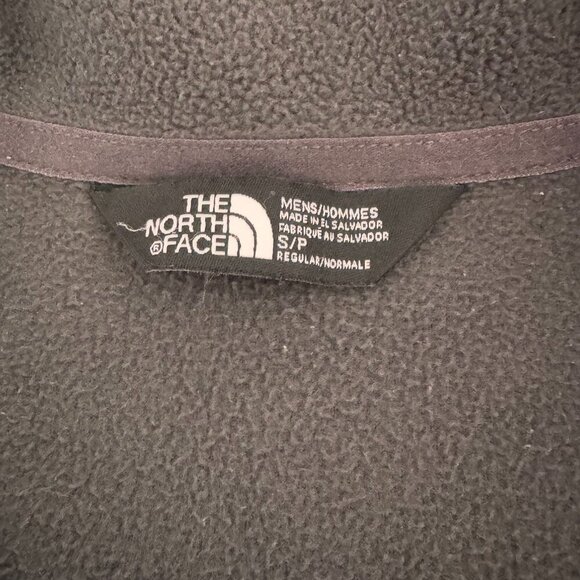 THE
NORTH
®FACE
MENS/HOMMES
MADE IN EL SALVADOR
FABRIQUÉ AU SALVADOR
S/P
REGULAR/NORMALE